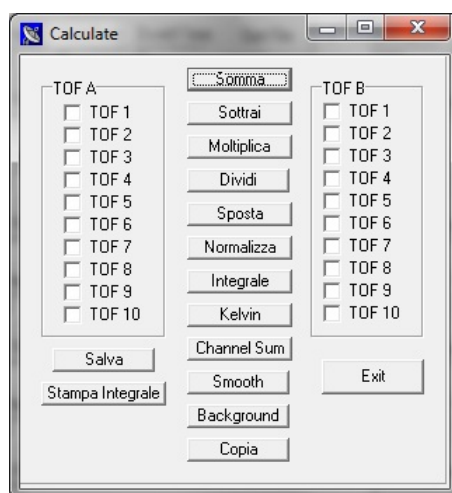 Calculate
TOF A
TOF 1
TOF 2
TOF 3
TOF 4
TOF 5
TOF 6
TOF 7
TOF 8
TOF 9
TOF 10
Salva
Stampa Integrale
Somma
Sottrai
Moltiplica
Dividi
Sposta
Normalizza
Integrale
Kelvin
Channel Sum
Smooth
Background
Copia
TOF B
TOF 1
TOF 2
TOF 3
TOF 4
TOF 5
TOF 6
TOF 7
TOF 8
TOF 9
TOF 10
Exit